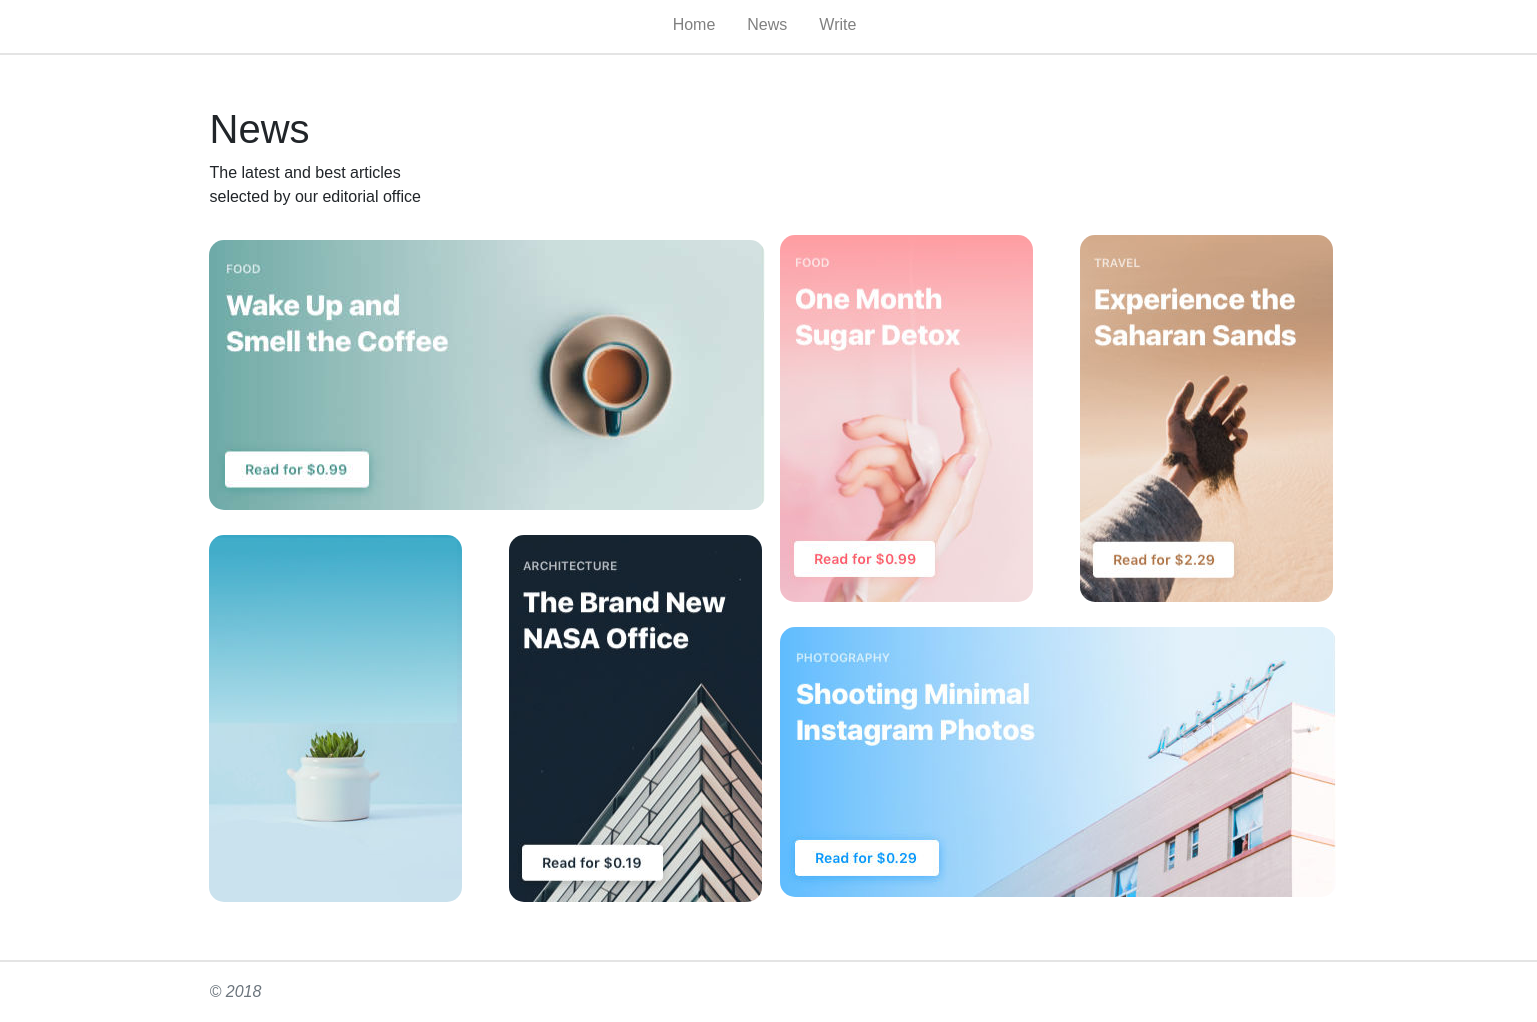 Home News Write
News
The latest and best articles
selected by our editorial office
FOOD
Wake Up and
Smell the Coffee
Read for $0.99
FOOD
One Month
Sugar Detox
Read for $0.99
TRAVEL
Experience the
Saharan Sands
Read for $2.29
ARCHITECTURE
The Brand New
NASA Office
Read for $0.19
PHOTOGRAPHY
Shooting Minimal
Instagram Photos
Read for $0.29
© 2018